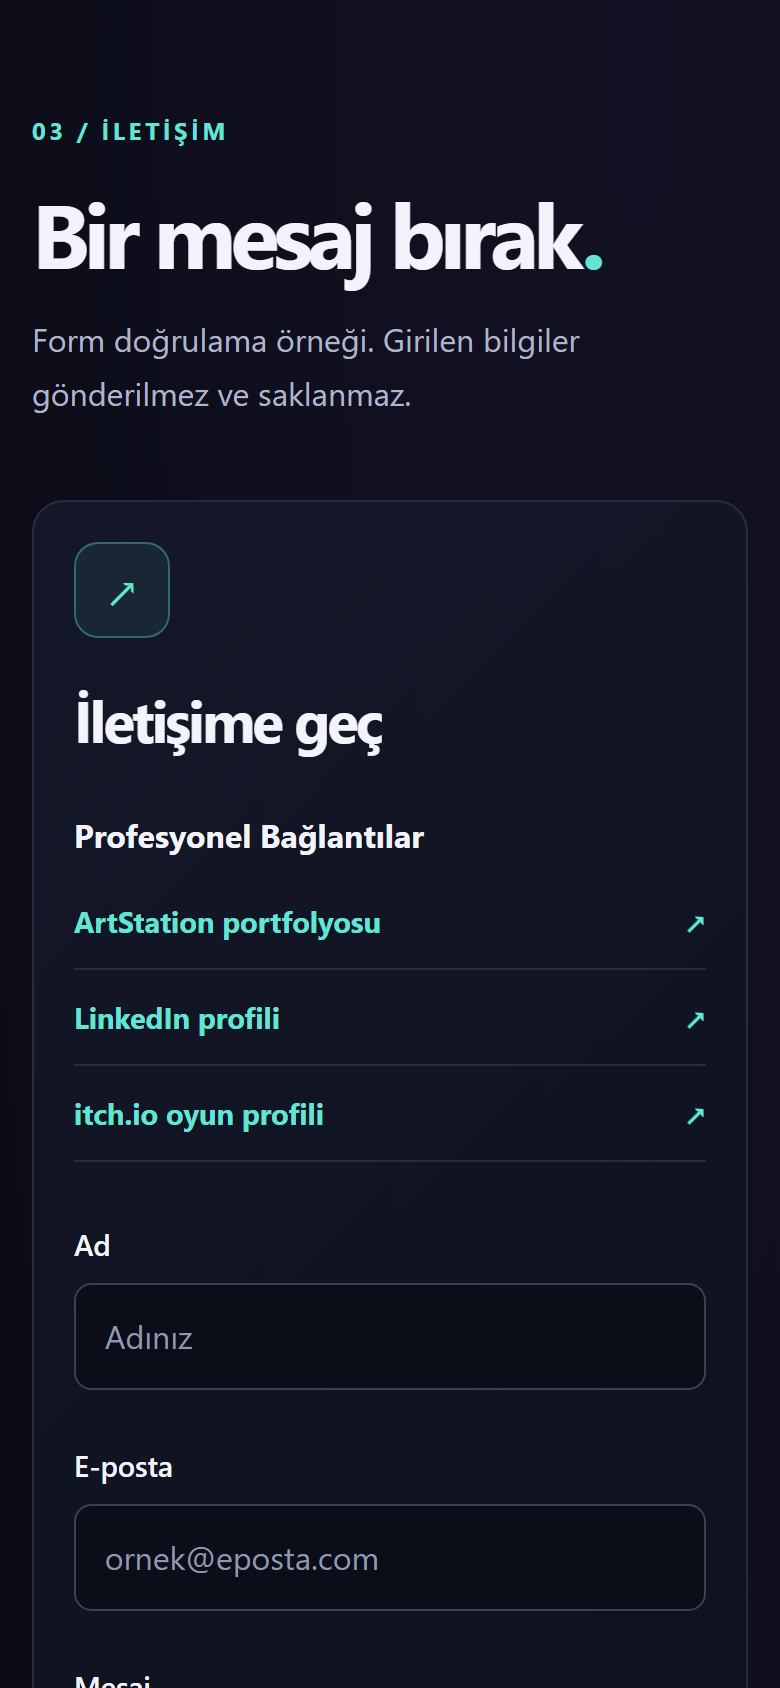 03 / İLETİŞİM
Bir mesaj bırak.
Form doğrulama örneği. Girilen bilgiler
gönderilmez ve saklanmaz.
↗
İletişime geç
Profesyonel Bağlantılar
ArtStation portfolyosu ↗
LinkedIn profili ↗
itch.io oyun profili ↗
Ad
Adınız
E-posta
ornek@eposta.com
Mesaj